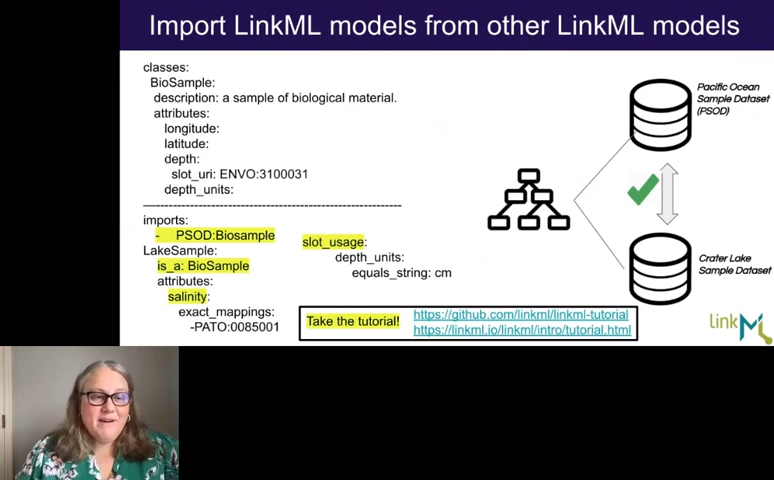 Import LinkML models from other LinkML models
classes:
BioSample:
description: a sample of biological material.
attributes:
longitude:
latitude:
depth:
slot_uri: ENVO:3100031
depth_units:
imports:
- PSOD:Biosample
LakeSample:
is_a: BioSample
attributes:
salinity:
exact_mappings:
-PATO:0085001
slot_usage:
depth_units:
equals_string: cm
Take the tutorial!
https://github.com/linkml/linkml-tutorial
https://linkml.io/linkml/intro/tutorial.html
Pacific Ocean
Sample Dataset
(PSOD)
Crater Lake
Sample Dataset
linkML